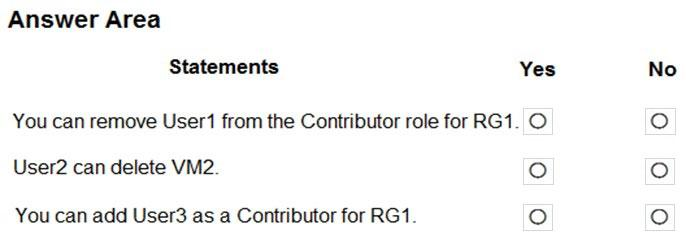 Answer Area
Statements Yes No
You can remove User1 from the Contributor role for RG1.
User2 can delete VM2.
You can add User3 as a Contributor for RG1.